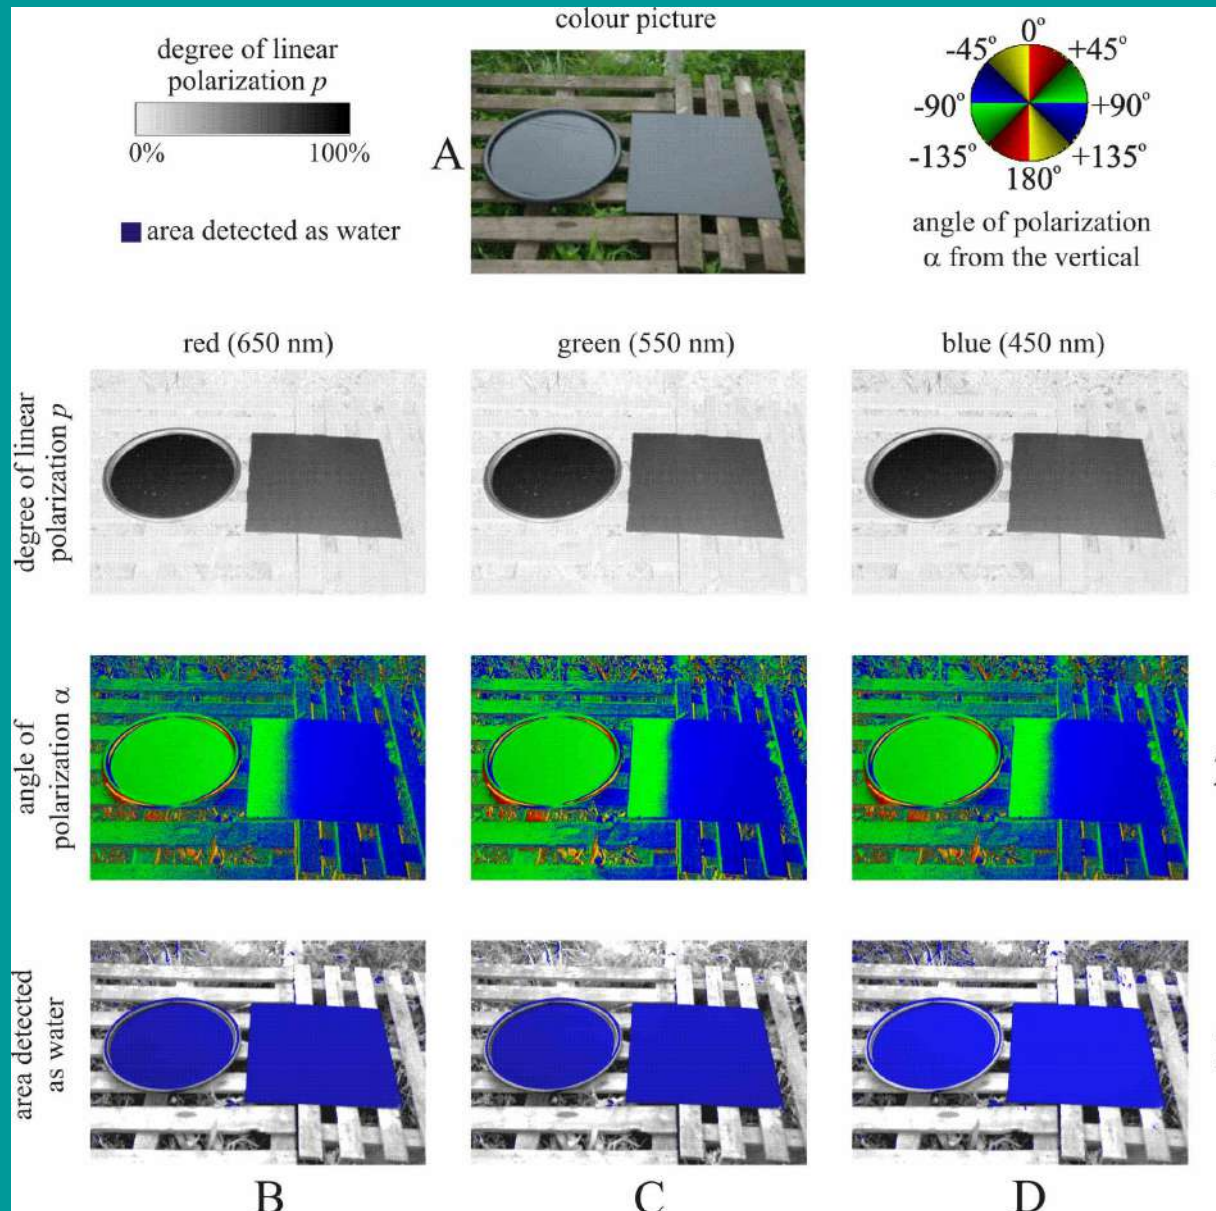 colour picture
degree of linear
polarization p
0% 100%
area detected as water
A
0°
-45° +45°
-90° +90°
-135° +135°
180°
angle of polarization
α from the vertical
red (650 nm) green (550 nm) blue (450 nm)
degree of linear
polarization p
angle of
polarization α
area detected
as water
B C D